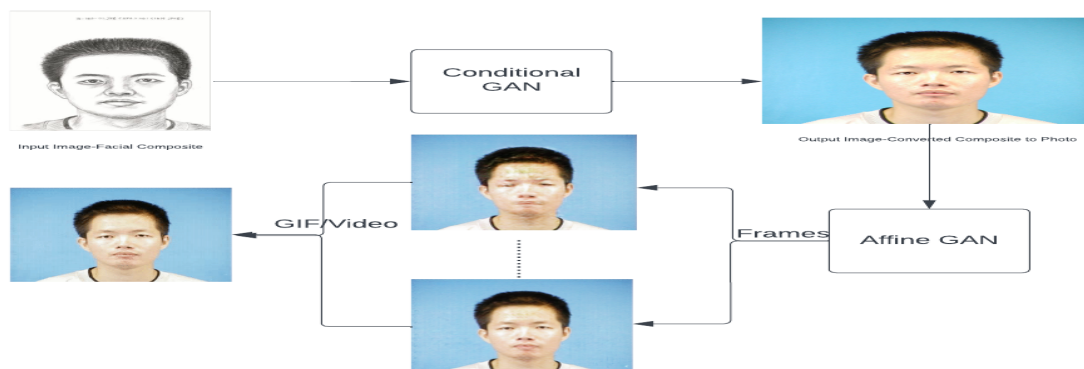 Conditional
GAN
Input Image-Facial Composite
Output Image-Converted Composite to Photo
GIF/Video
Frames
Affine GAN